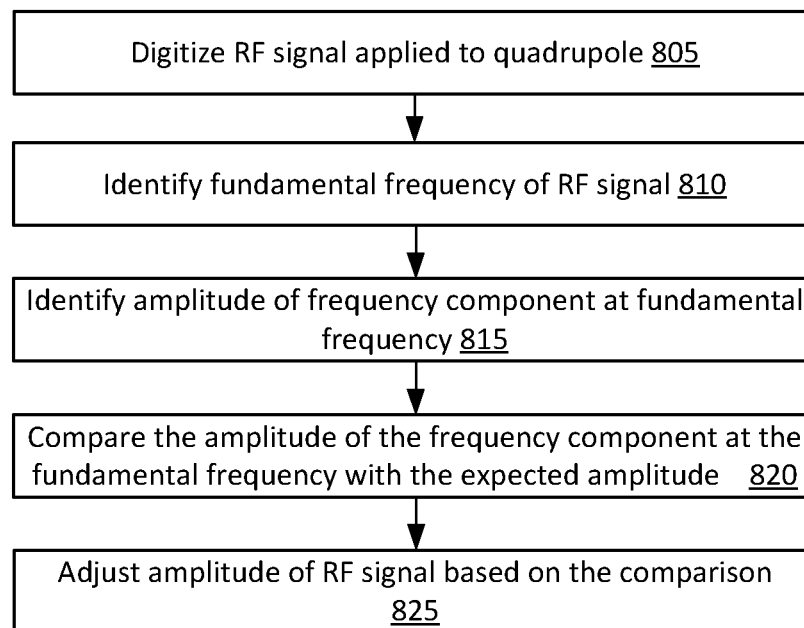 Digitize RF signal applied to quadrupole 805
Identify fundamental frequency of RF signal 810
Identify amplitude of frequency component at fundamental
frequency 815
Compare the amplitude of the frequency component at the
fundamental frequency with the expected amplitude 820
Adjust amplitude of RF signal based on the comparison
825